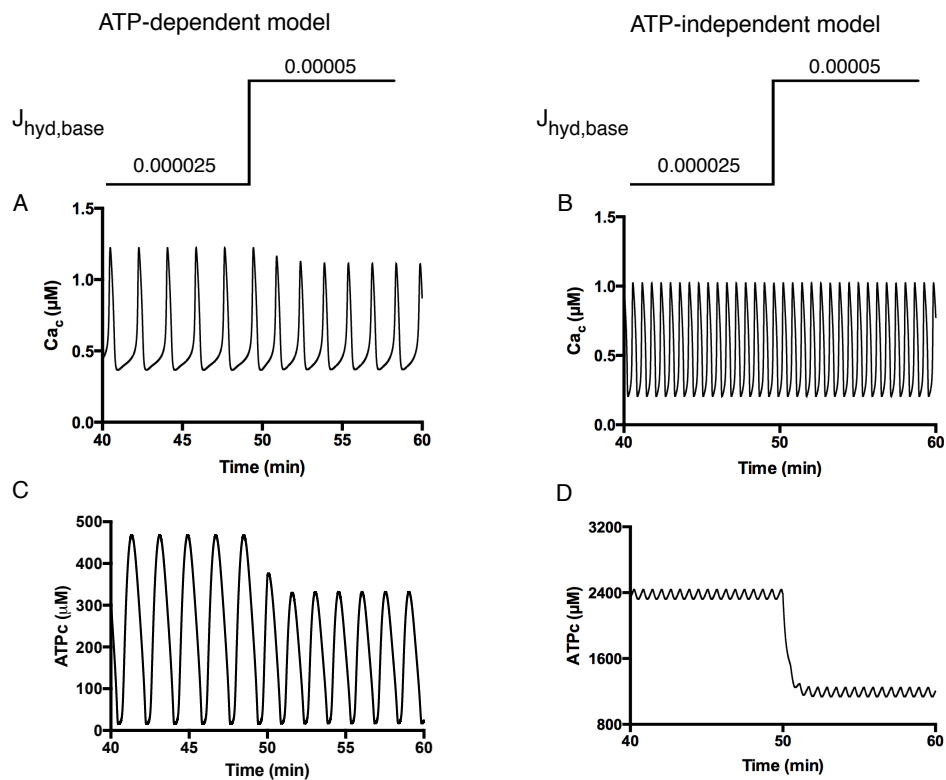 ATP-dependent model
ATP-independent model
0.00005
0.00005
J_hyd,base
J_hyd,base
0.000025
0.000025
A
B
1.5
1.0
0.5
0.0
Ca_c (µM)
40
45
50
55
60
Time (min)
1.5
1.0
0.5
0.0
Ca_c (µM)
40
50
60
Time (min)
C
D
500
400
300
200
100
0
ATPc (µM)
40
45
50
55
60
Time (min)
3200
2400
1600
800
ATPc (µM)
40
50
60
Time (min)